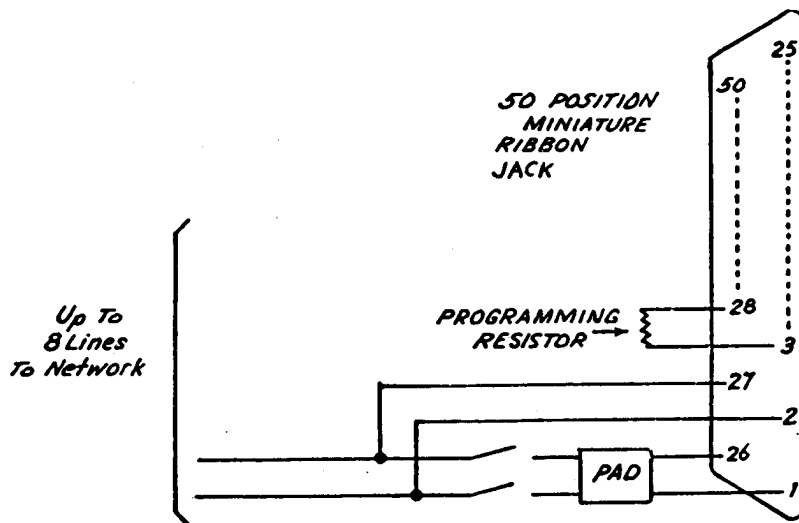 25
50
50 POSITION
MINIATURE
RIBBON
JACK
Up To
8 Lines
To Network
PROGRAMMING
RESISTOR
28
3
27
2
26
PAD
1